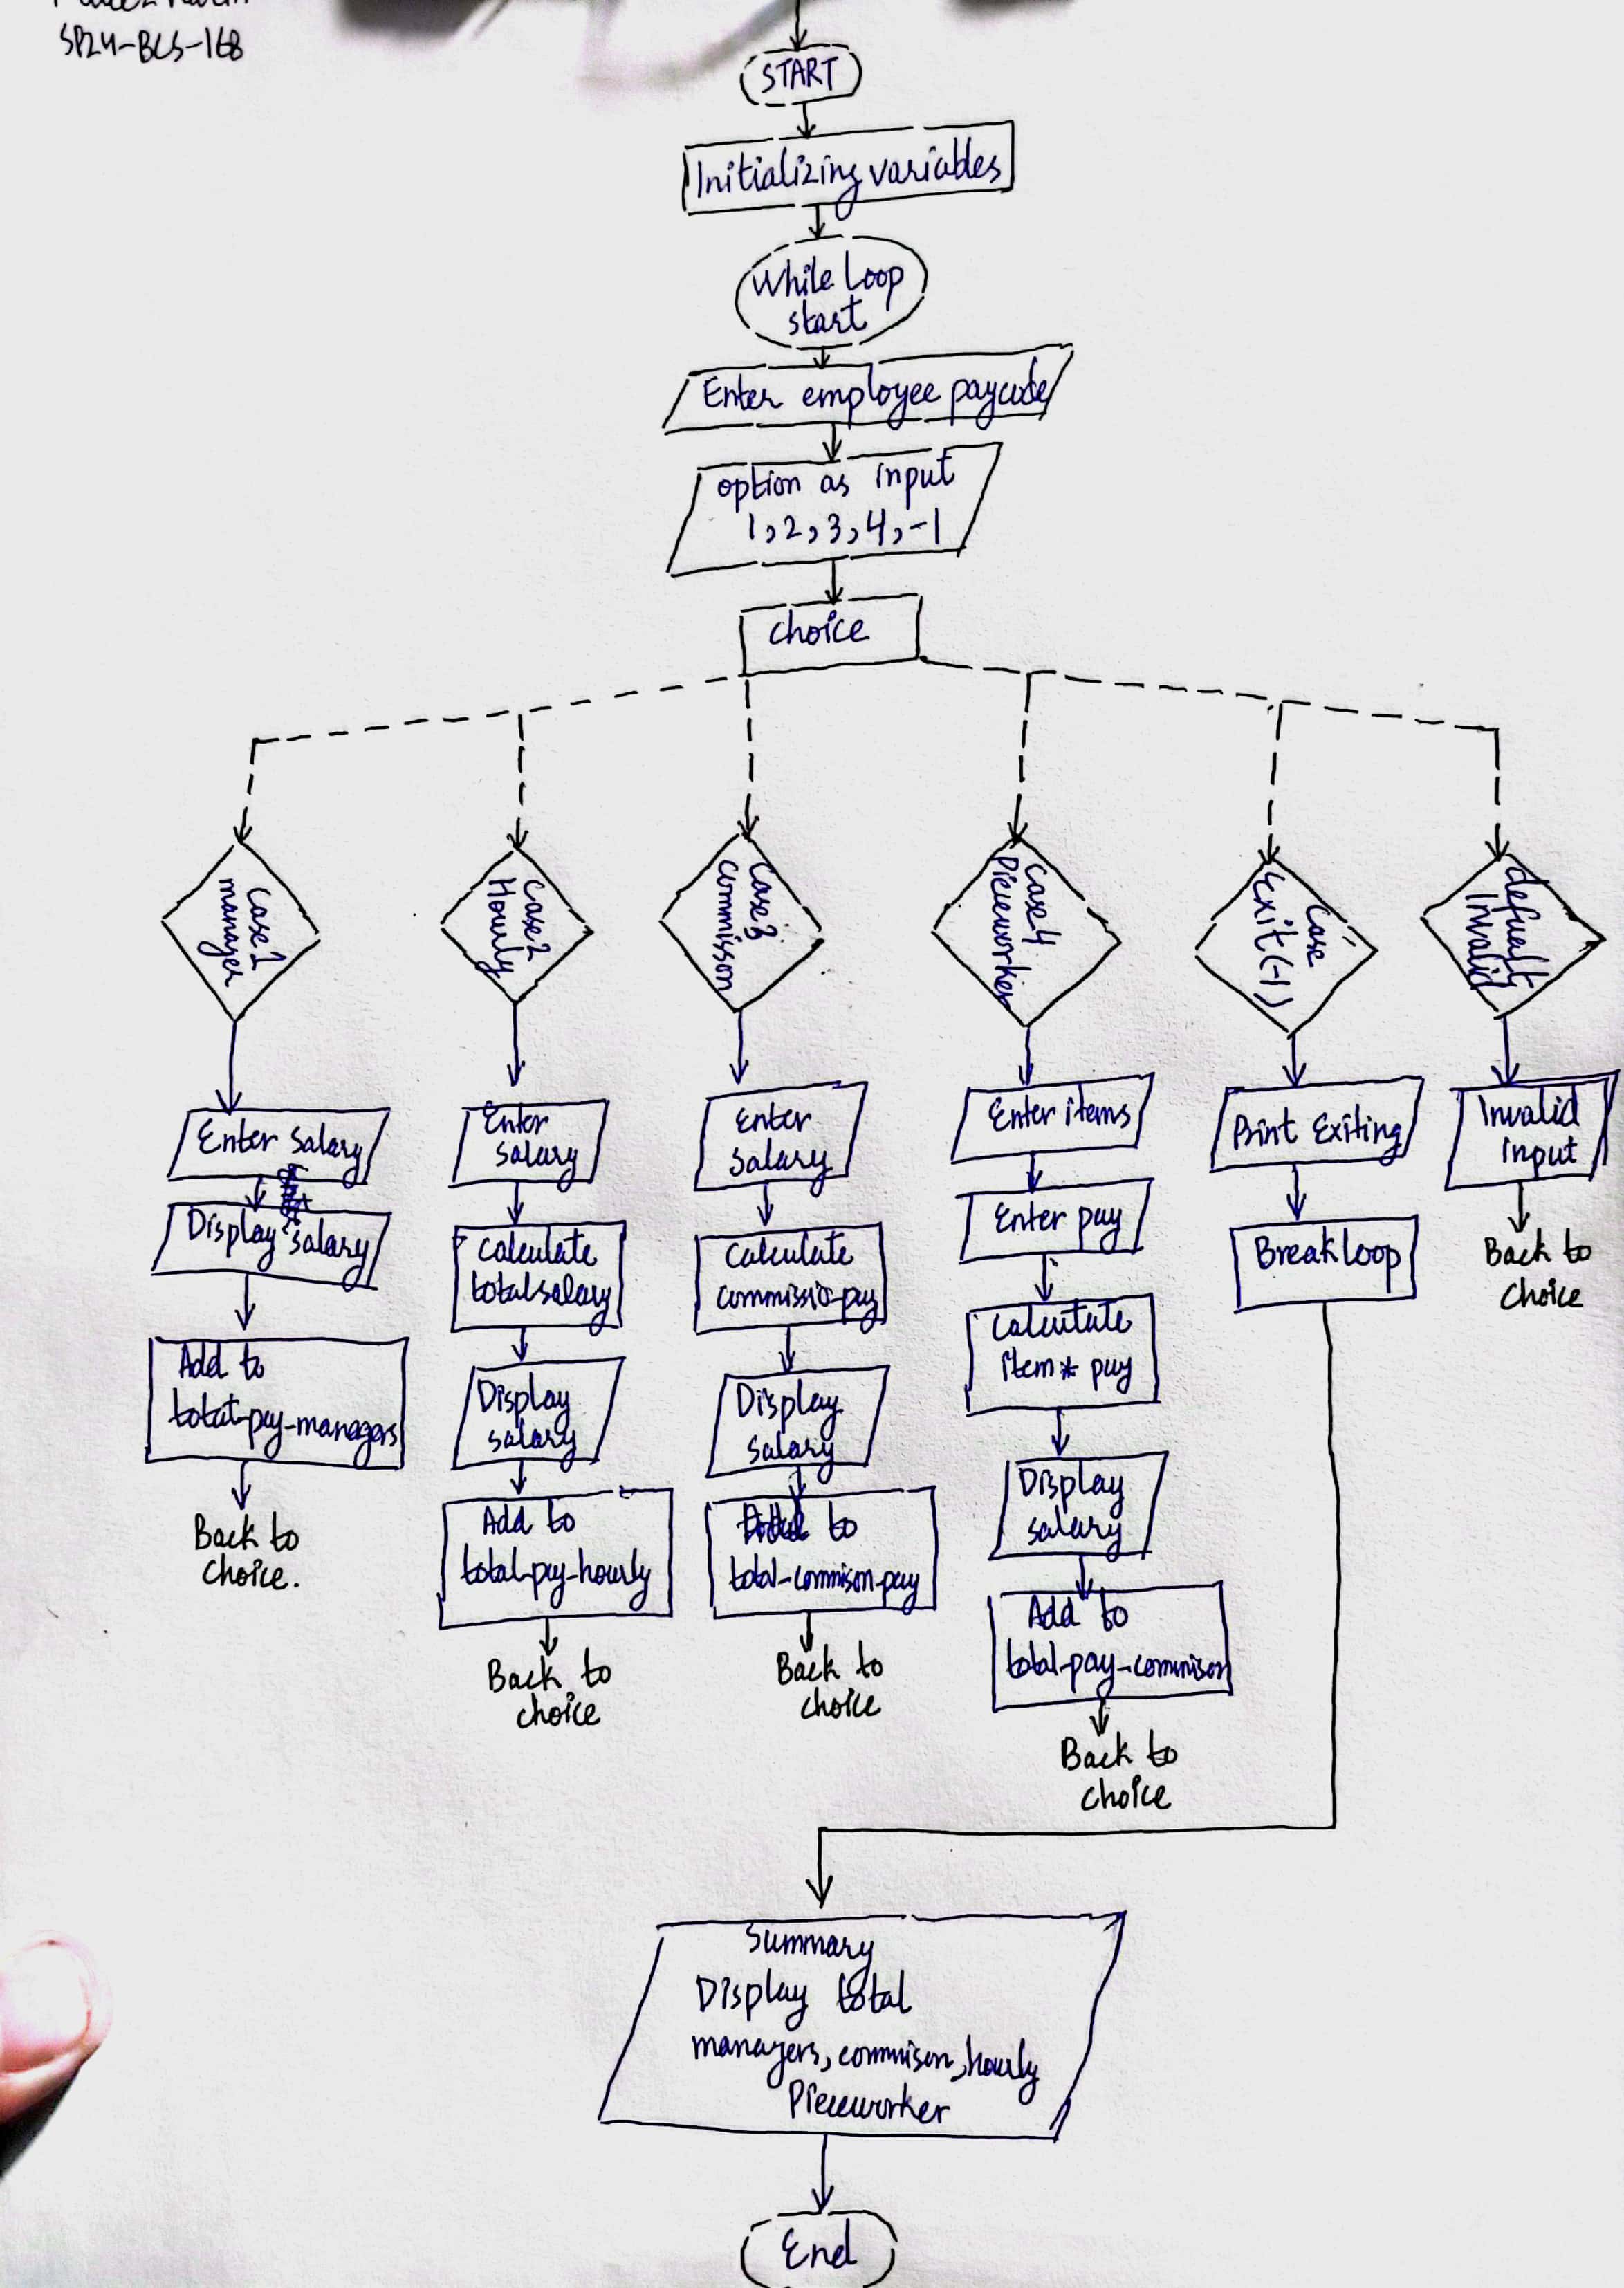 SP24-BCS-168
START
Initializing variables
While loop
start
Enter employee paycode
option as input
1,2,3,4,-1
choice
Case 1
manager
Case 2
Hourly
Case 3
commisson
Case 4
Pieceworker
Case
Exit(-1)
default
Invalid
Enter Salary
Display salary
Add to
total-pay-managers
Back to
choice.
Enter
salary
Calculate
totalsalary
Display
salary
Add to
total-pay-hourly
Back to
choice
Enter
salary
Calculate
commissio-pay
Display
salary
to
total-commison-pay
Back to
choice
Enter items
Enter pay
Calcutate
item* pay
Display
salary
Add to
total-pay-commison
Back to
choice
Print Exiting
Break loop
Invalid
input
Back to
choice
Summary
Display total
managers, commison, hourly
Pieceworker
End